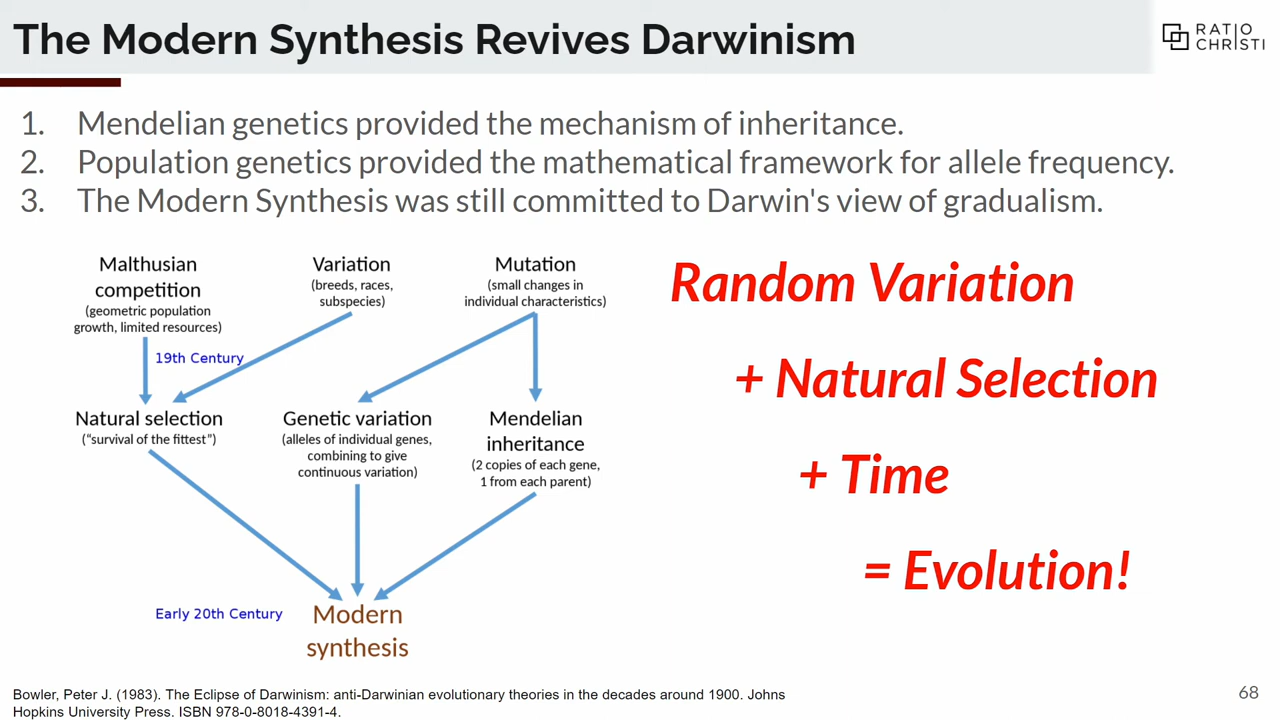 The Modern Synthesis Revives Darwinism
RATIO
CHRISTI
1. Mendelian genetics provided the mechanism of inheritance.
2. Population genetics provided the mathematical framework for allele frequency.
3. The Modern Synthesis was still committed to Darwin's view of gradualism.
Malthusian
competition
(geometric population
growth, limited resources)
Variation
(breeds, races,
subspecies)
Mutation
(small changes in
individual characteristics)
19th Century
Natural selection
(“survival of the fittest”)
Genetic variation
(alleles of individual genes,
combining to give
continuous variation)
Mendelian
inheritance
(2 copies of each gene,
1 from each parent)
Early 20th Century
Modern
synthesis
Random Variation
+ Natural Selection
+ Time
= Evolution!
Bowler, Peter J. (1983). The Eclipse of Darwinism: anti-Darwinian evolutionary theories in the decades around 1900. Johns
Hopkins University Press. ISBN 978-0-8018-4391-4.
68